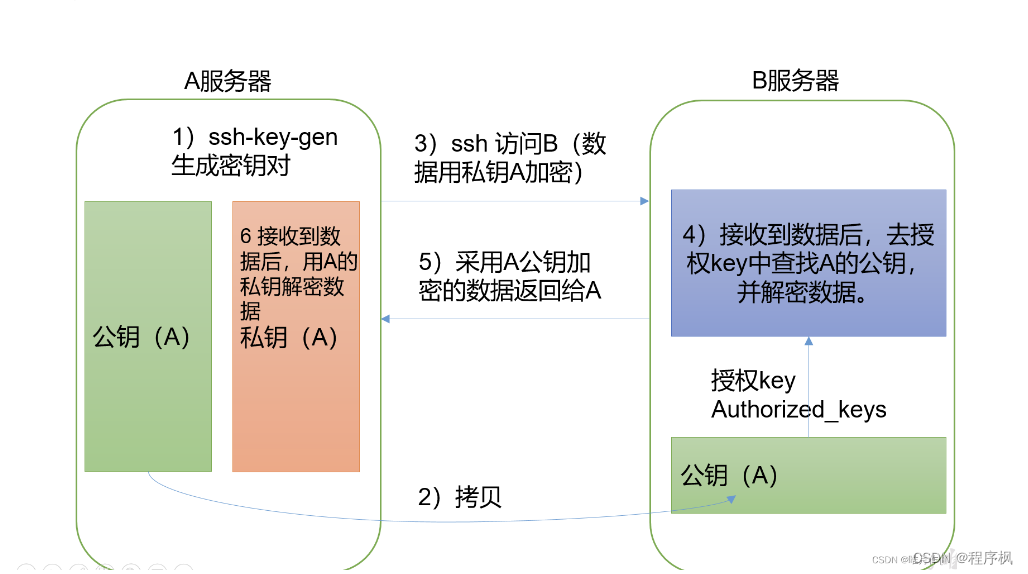 A服务器
B服务器
1）ssh-key-gen
生成密钥对
3）ssh 访问B（数
据用私钥A加密）
6 接收到数
据后，用A的
私钥解密数
据
私钥（A）
公钥（A）
5）采用A公钥加
密的数据返回给A
4）接收到数据后，去授
权key中查找A的公钥，
并解密数据。
授权key
Authorized_keys
公钥（A）
2）拷贝
CSDN @程序枫